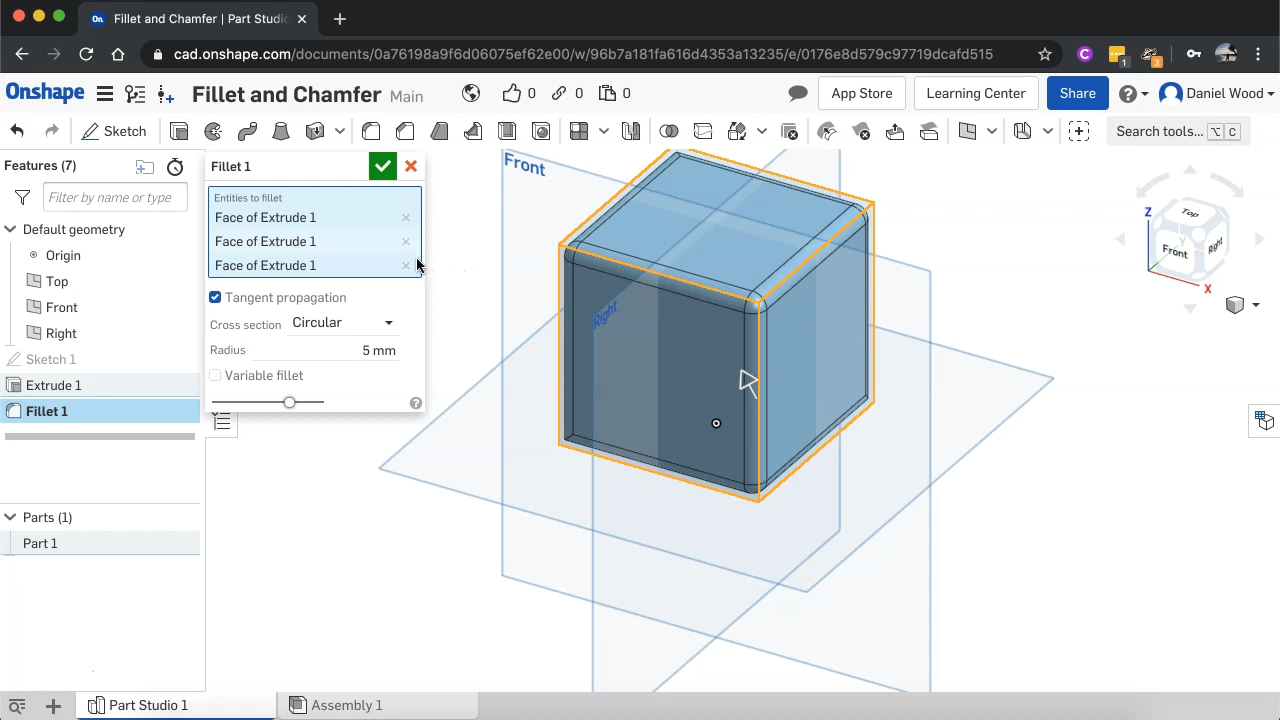 Fillet and Chamfer | Part Studio
cad.onshape.com/documents/0a76198a9f6d06075ef62e00/w/96b7a181fa616d4353a13235/e/0176e8d579c97719dcafd515
1
3
Onshape
Fillet and Chamfer Main
0
0
0
App Store
Learning Center
Share
Daniel Wood
Sketch
Search tools...
⌥ C
Features (7)
Filter by name or type
Default geometry
Origin
Top
Front
Right
Sketch 1
Extrude 1
Fillet 1
Parts (1)
Part 1
Fillet 1
Entities to fillet
Face of Extrude 1
Face of Extrude 1
Face of Extrude 1
Tangent propagation
Cross section Circular
Radius 5 mm
Variable fillet
Front
Right
Z
Top
Y
Front
Right
X
Part Studio 1
Assembly 1